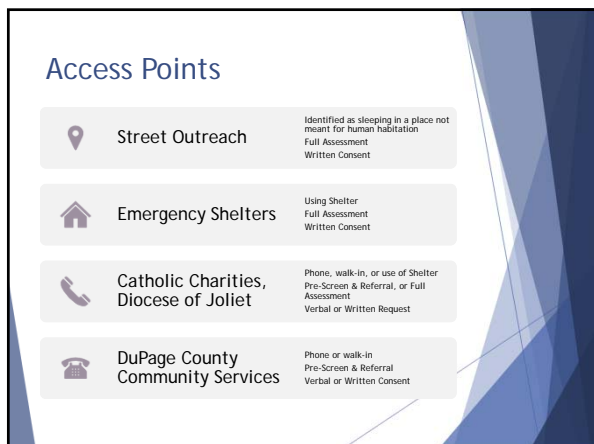 Access Points
Street Outreach
Identified as sleeping in a place not
meant for human habitation
Full Assessment
Written Consent
Emergency Shelters
Using Shelter
Full Assessment
Written Consent
Catholic Charities,
Diocese of Joliet
Phone, walk-in, or use of Shelter
Pre-Screen & Referral, or Full
Assessment
Verbal or Written Request
DuPage County
Community Services
Phone or walk-in
Pre-Screen & Referral
Verbal or Written Consent